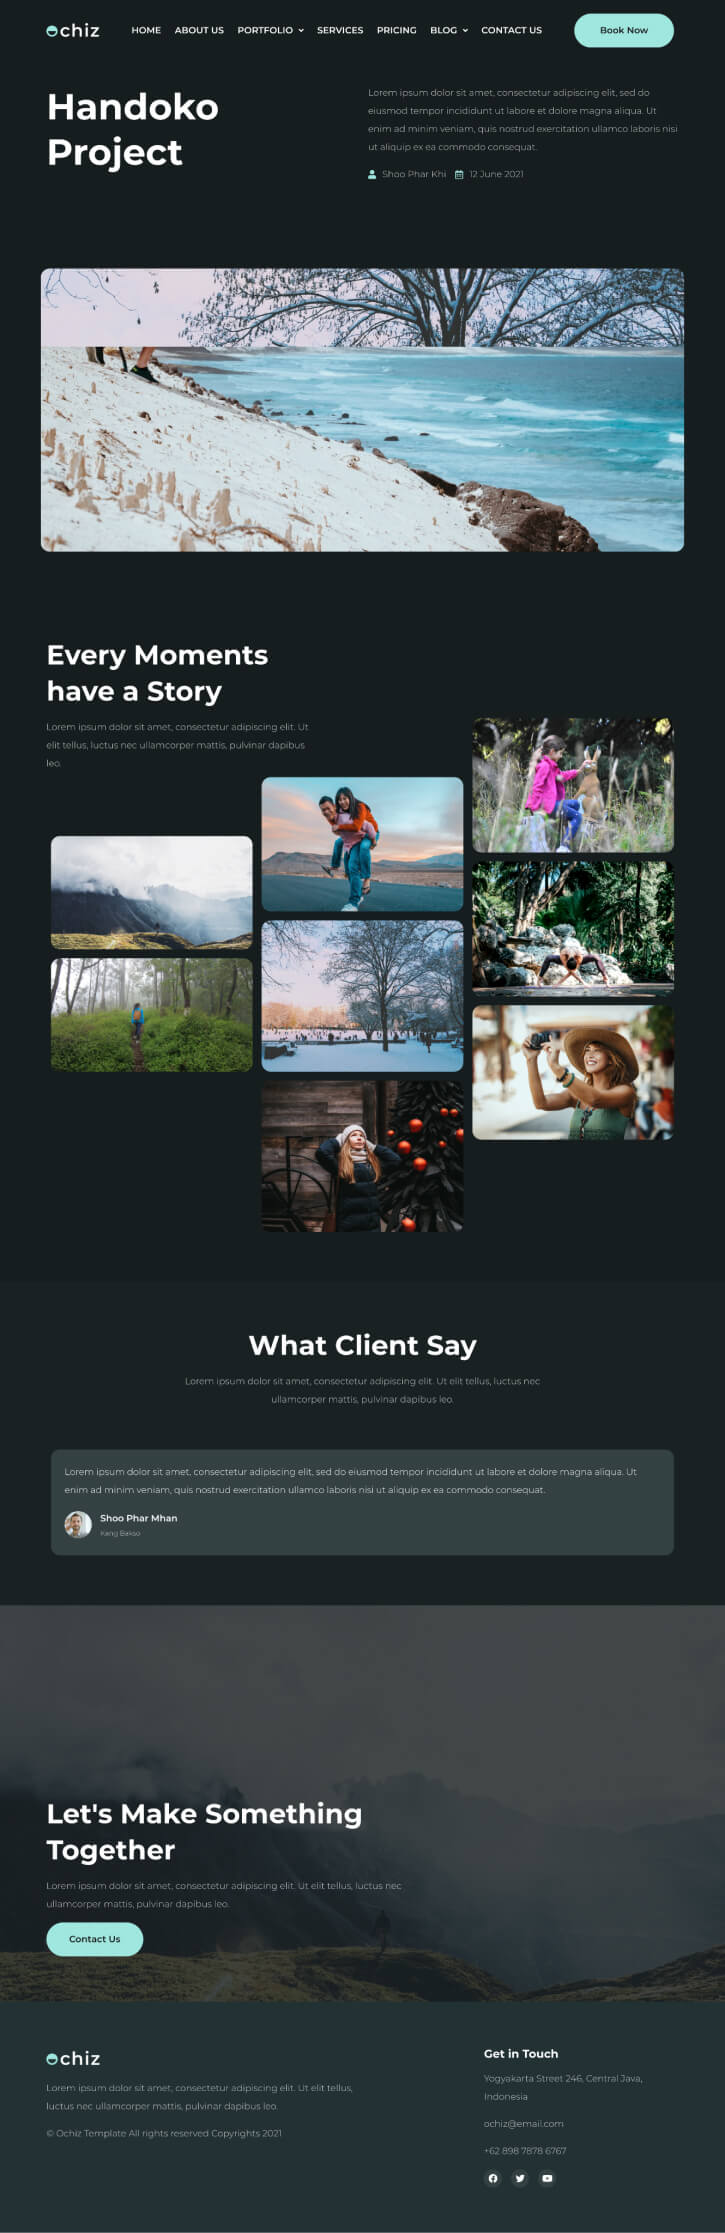 chiz
HOME ABOUT US PORTFOLIO SERVICES PRICING BLOG CONTACT US Book Now
Handoko
Project
Lorem ipsum dolor sit amet, consectetur adipiscing elit, sed do
eiusmod tempor incididunt ut labore et dolore magna aliqua. Ut
enim ad minim veniam, quis nostrud exercitation ullamco laboris nisi
ut aliquip ex ea commodo consequat.
Shoo Phar Khi 12 June 2021
Every Moments
have a Story
Lorem ipsum dolor sit amet, consectetur adipiscing elit. Ut
elit tellus, luctus nec ullamcorper mattis, pulvinar dapibus
leo.
What Client Say
Lorem ipsum dolor sit amet, consectetur adipiscing elit. Ut elit tellus, luctus nec
ullamcorper mattis, pulvinar dapibus leo.
Lorem ipsum dolor sit amet, consectetur adipiscing elit, sed do eiusmod tempor incididunt ut labore et dolore magna aliqua. Ut
enim ad minim veniam, quis nostrud exercitation ullamco laboris nisi ut aliquip ex ea commodo consequat.
Shoo Phar Mhan
Kang Bakso
Let's Make Something
Together
Lorem ipsum dolor sit amet, consectetur adipiscing elit. Ut elit tellus, luctus nec
ullamcorper mattis, pulvinar dapibus leo.
Contact Us
chiz
Lorem ipsum dolor sit amet, consectetur adipiscing elit. Ut elit tellus,
luctus nec ullamcorper mattis, pulvinar dapibus leo.
© Ochiz Template All rights reserved Copyrights 2021
Get in Touch
Yogyakarta Street 246, Central Java,
Indonesia
ochiz@email.com
+62 898 7878 6767